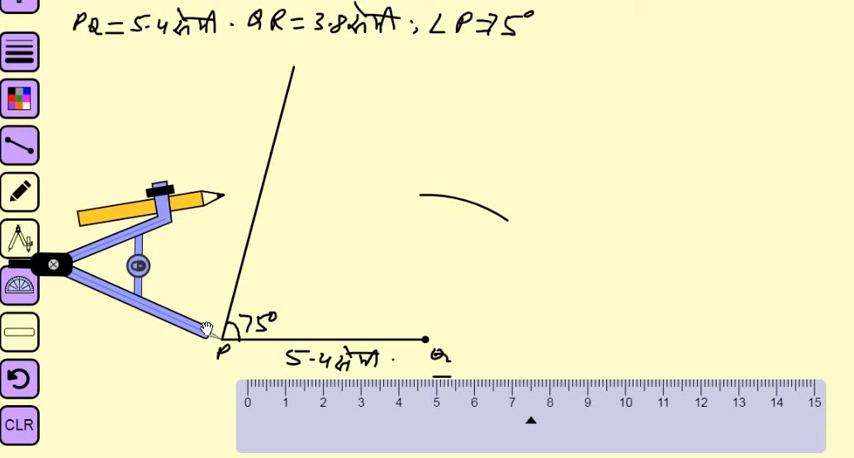 PQ = 5.4 सेमी . QR = 3.8 सेमी , ∠P = 75°
75°
P
Q
5.4 सेमी .
0 1 2 3 4 5 6 7 8 9 10 11 12 13 14 15
CLR